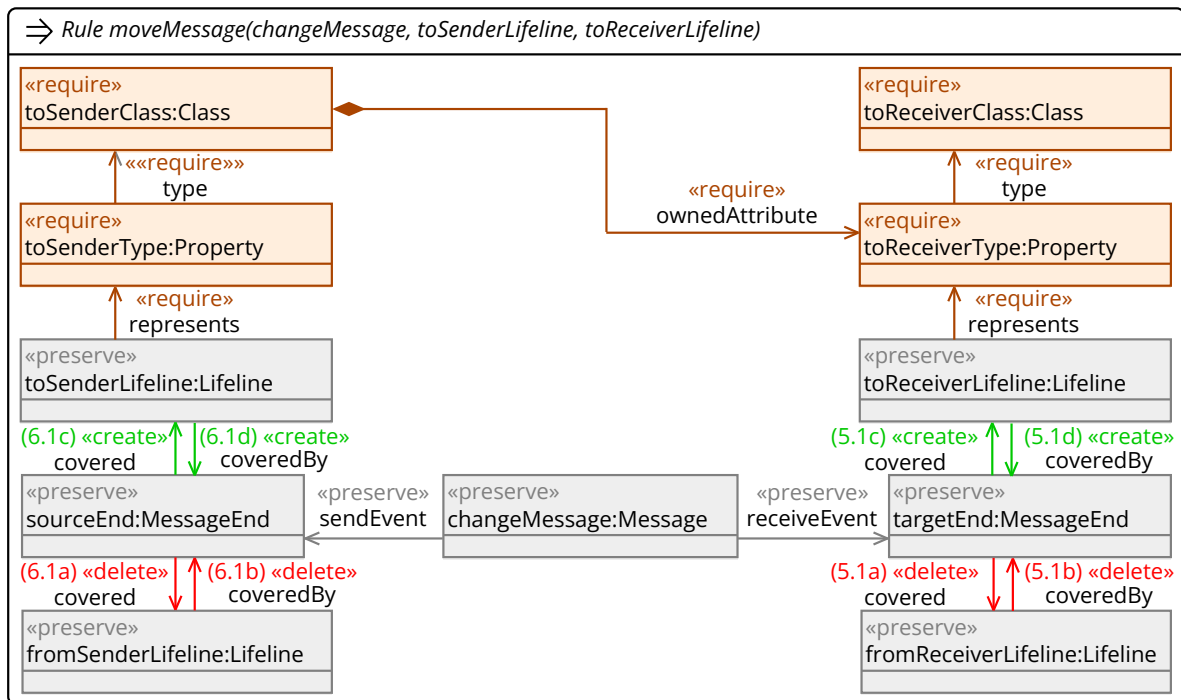 Rule moveMessage(changeMessage, toSenderLifeline, toReceiverLifeline)
«require»
toSenderClass:Class
«require»
toReceiverClass:Class
««require»»
type
«require»
type
«require»
ownedAttribute
«require»
toSenderType:Property
«require»
toReceiverType:Property
«require»
represents
«require»
represents
«preserve»
toSenderLifeline:Lifeline
«preserve»
toReceiverLifeline:Lifeline
(6.1c) «create»
covered
(6.1d) «create»
coveredBy
(5.1c) «create»
covered
(5.1d) «create»
coveredBy
«preserve»
sourceEnd:MessageEnd
«preserve»
sendEvent
«preserve»
changeMessage:Message
«preserve»
receiveEvent
«preserve»
targetEnd:MessageEnd
(6.1a) «delete»
covered
(6.1b) «delete»
coveredBy
(5.1a) «delete»
covered
(5.1b) «delete»
coveredBy
«preserve»
fromSenderLifeline:Lifeline
«preserve»
fromReceiverLifeline:Lifeline